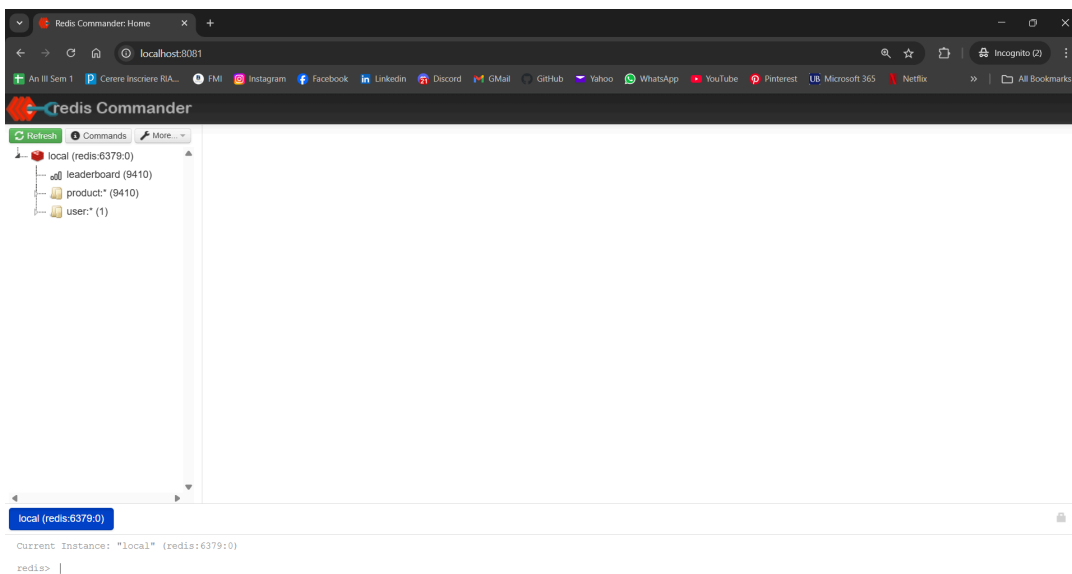 Redis Commander: Home
localhost:8081
Incognito (2)
An III Sem 1 Cerere Inscriere RIA... FMI Instagram Facebook Linkedin Discord GMail GitHub Yahoo WhatsApp YouTube Pinterest Microsoft 365 Netflix » All Bookmarks
redis Commander
Refresh Commands More...
local (redis:6379:0)
leaderboard (9410)
product:* (9410)
user:* (1)
local (redis:6379:0)
Current Instance: "local" (redis:6379:0)
redis>